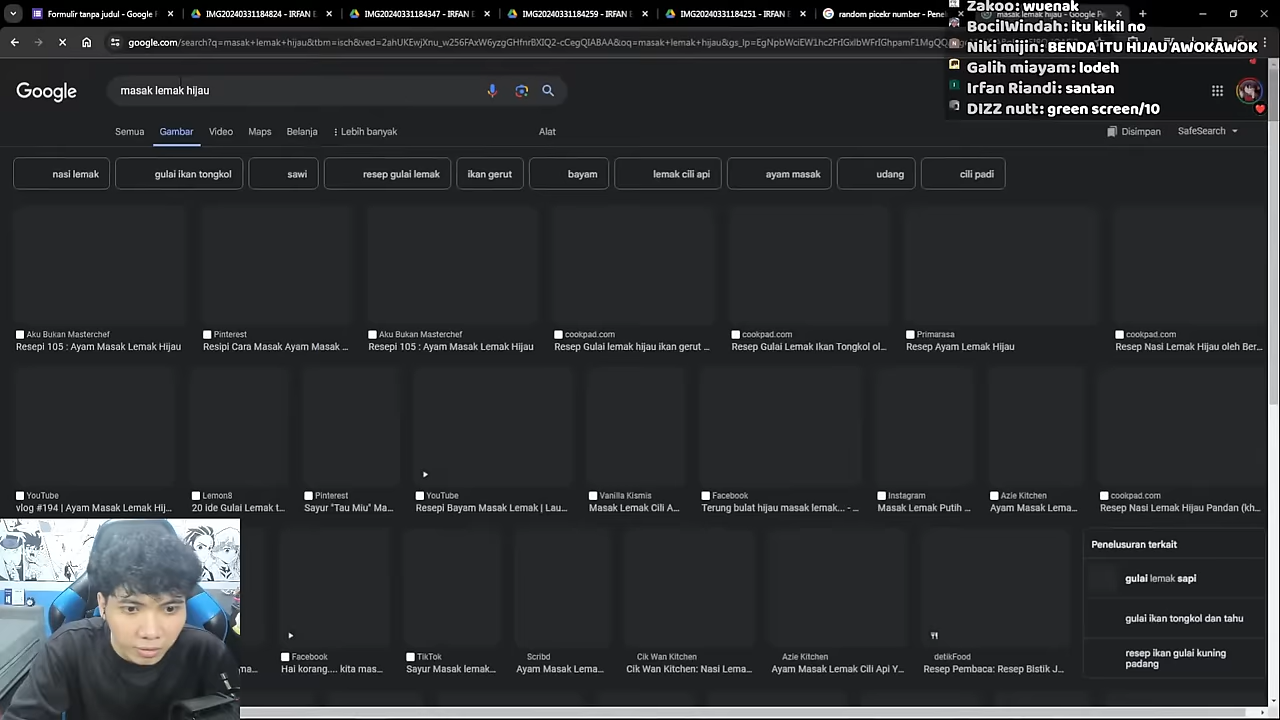 Formulir tanpa judul - Google F
IMG20240331184148 - IRFAN E
IMG20240331184347 - IRFAN E
IMG20240331184259 - IRFAN E
IMG20240331184251 - IRFAN E
random picekr number - Pene
masak lemak hijau - Google P
Zakoo: wuenak
BocilWindah: itu kikil no
Niki mijin: BENDA ITU HIJAU AWOKAWOK
Galih miayam: lodeh
Irfan Riandi: santan
DIZZ nutt: green screen/10
Google
masak lemak hijau
Semua
Gambar
Video
Maps
Belanja
Lebih banyak
Alat
Disimpan
SafeSearch
nasi lemak
gulai ikan tongkol
sawi
resep gulai lemak
ikan gerut
bayam
lemak cili api
ayam masak
udang
cili padi
Aku Bukan Masterchef
Resepi 105 : Ayam Masak Lemak Hijau
Pinterest
Resipi Cara Masak Ayam Masak ...
Aku Bukan Masterchef
Resepi 105 : Ayam Masak Lemak Hijau
cookpad.com
Resep Gulai lemak hijau ikan gerut ...
cookpad.com
Resep Gulai Lemak Ikan Tongkol ol...
Primarasa
Resep Ayam Lemak Hijau
cookpad.com
Resep Nasi Lemak Hijau oleh Ber...
YouTube
vlog #194 | Ayam Masak Lemak Hij...
Lemon8
20 ide Gulai Lemak t...
Pinterest
Sayur "Tau Miu" Ma...
YouTube
Resepi Bayam Masak Lemak | Lau...
Vanilla Kismis
Masak Lemak Cili A...
Facebook
Terung bulat hijau masak lemak... - ...
Instagram
Masak Lemak Putih ...
Azie Kitchen
Ayam Masak Lema...
cookpad.com
Resep Nasi Lemak Hijau Pandan (kh...
Facebook
Hai korang.... kita mas...
TikTok
Sayur Masak lemak...
Scribd
Ayam Masak Lema...
Cik Wan Kitchen
Cik Wan Kitchen: Nasi Lema...
Azie Kitchen
Ayam Masak Lemak Cili Api Y...
detikFood
Resep Pembaca: Resep Bistik J...
Penelusuran terkait
gulai lemak sapi
gulai ikan tongkol dan tahu
resep ikan gulai kuning
padang